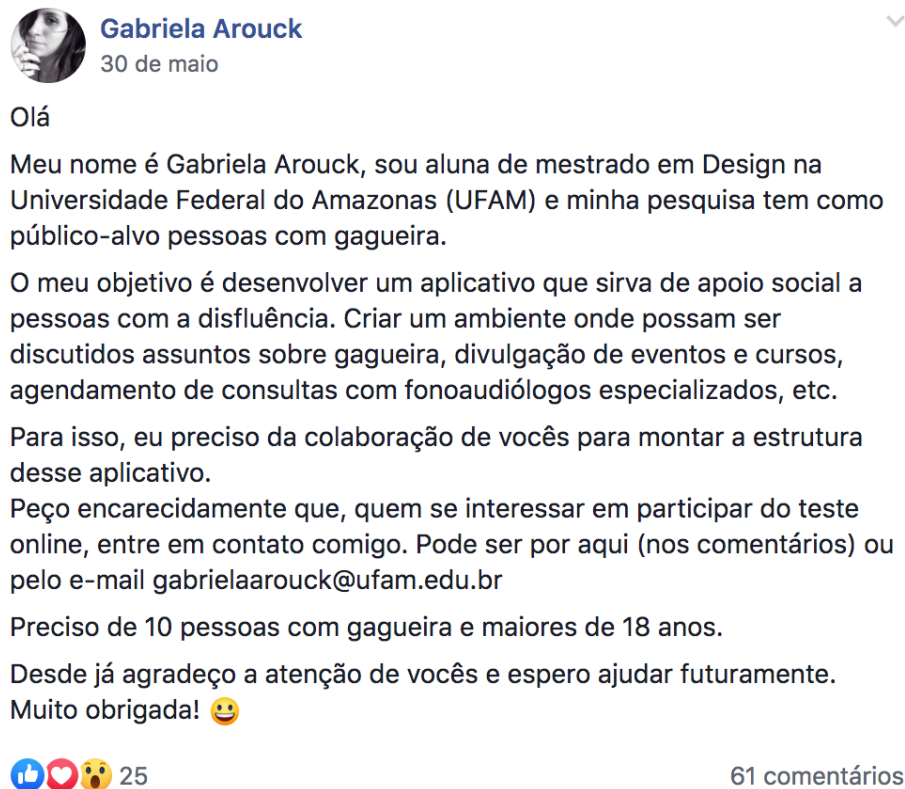 Gabriela Arouck
30 de maio
Olá
Meu nome é Gabriela Arouck, sou aluna de mestrado em Design na
Universidade Federal do Amazonas (UFAM) e minha pesquisa tem como
público-alvo pessoas com gagueira.
O meu objetivo é desenvolver um aplicativo que sirva de apoio social a
pessoas com a disfluência. Criar um ambiente onde possam ser
discutidos assuntos sobre gagueira, divulgação de eventos e cursos,
agendamento de consultas com fonoaudiólogos especializados, etc.
Para isso, eu preciso da colaboração de vocês para montar a estrutura
desse aplicativo.
Peço encarecidamente que, quem se interessar em participar do teste
online, entre em contato comigo. Pode ser por aqui (nos comentários) ou
pelo e-mail gabrielaarouck@ufam.edu.br
Preciso de 10 pessoas com gagueira e maiores de 18 anos.
Desde já agradeço a atenção de vocês e espero ajudar futuramente.
Muito obrigada! 😀
25 61 comentários